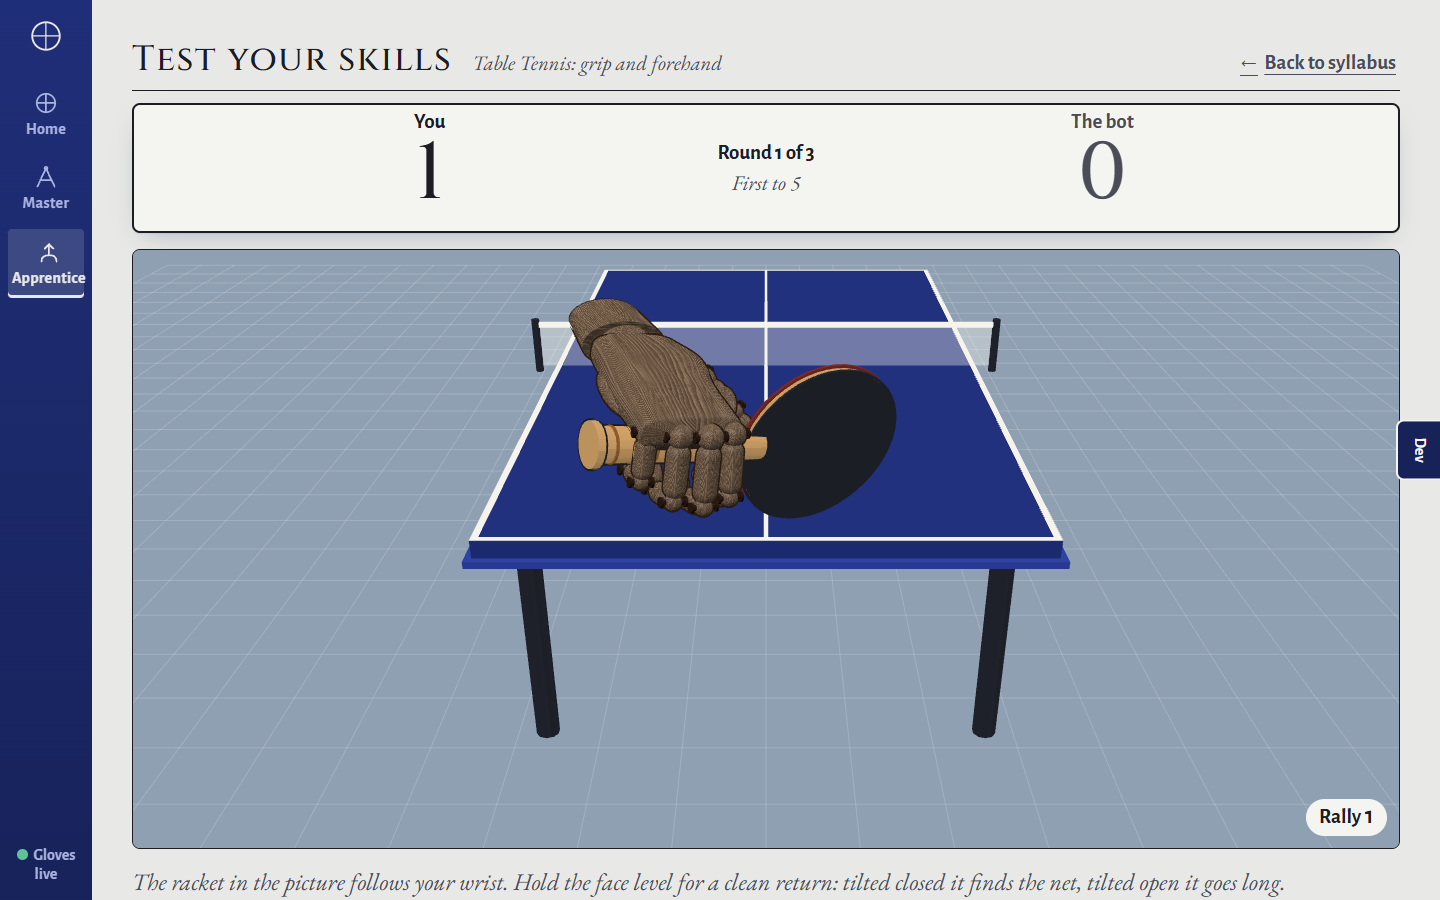 TEST YOUR SKILLS Table Tennis: grip and forehand
← Back to syllabus
Home
Master
Apprentice
Gloves
live
You
1
Round 1 of 3
First to 5
The bot
0
Dev
Rally 1
The racket in the picture follows your wrist. Hold the face level for a clean return: tilted closed it finds the net, tilted open it goes long.